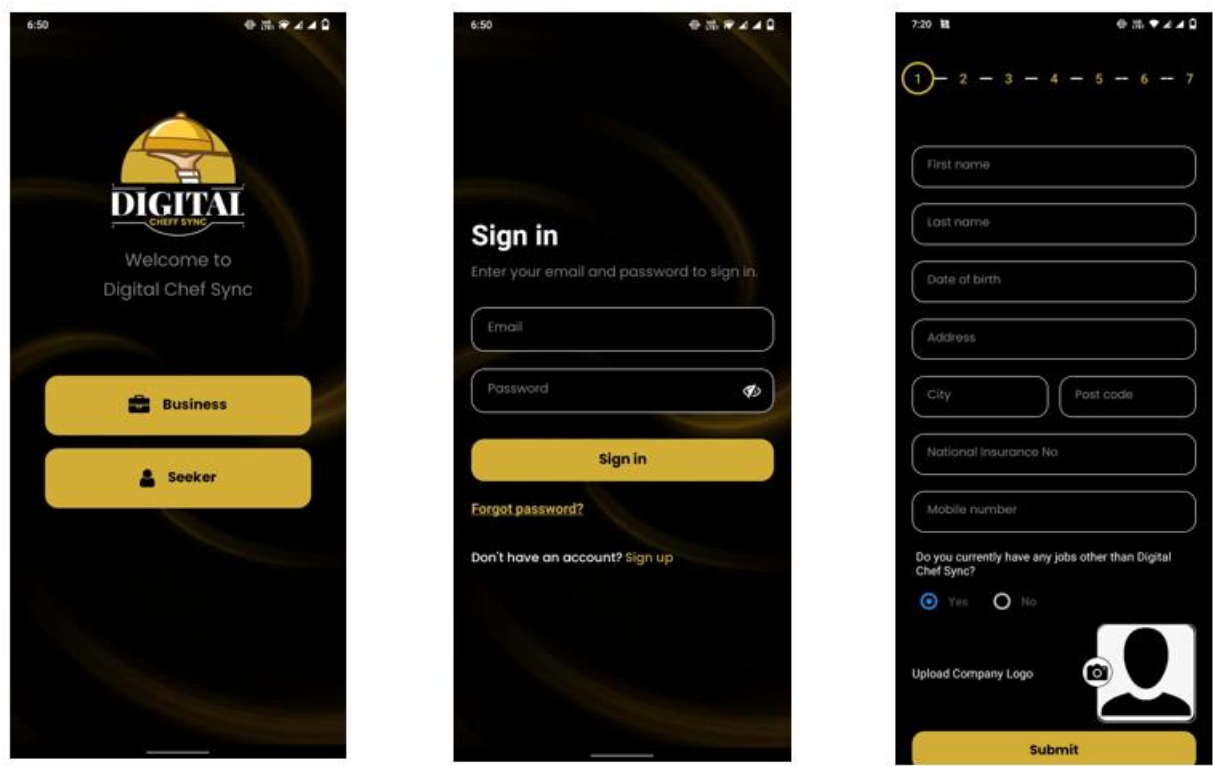 6:50
DIGITAL
CHEFF SYNC
Welcome to
Digital Chef Sync
Business
Seeker
6:50
Sign in
Enter your email and password to sign in.
Email
Password
Sign in
Forgot password?
Don't have an account? Sign up
7:20
1 - 2 - 3 - 4 - 5 - 6 - 7
First name
Last name
Date of birth
Address
City
Post code
National Insurance No
Mobile number
Do you currently have any jobs other than Digital
Chef Sync?
Yes
No
Upload Company Logo
Submit